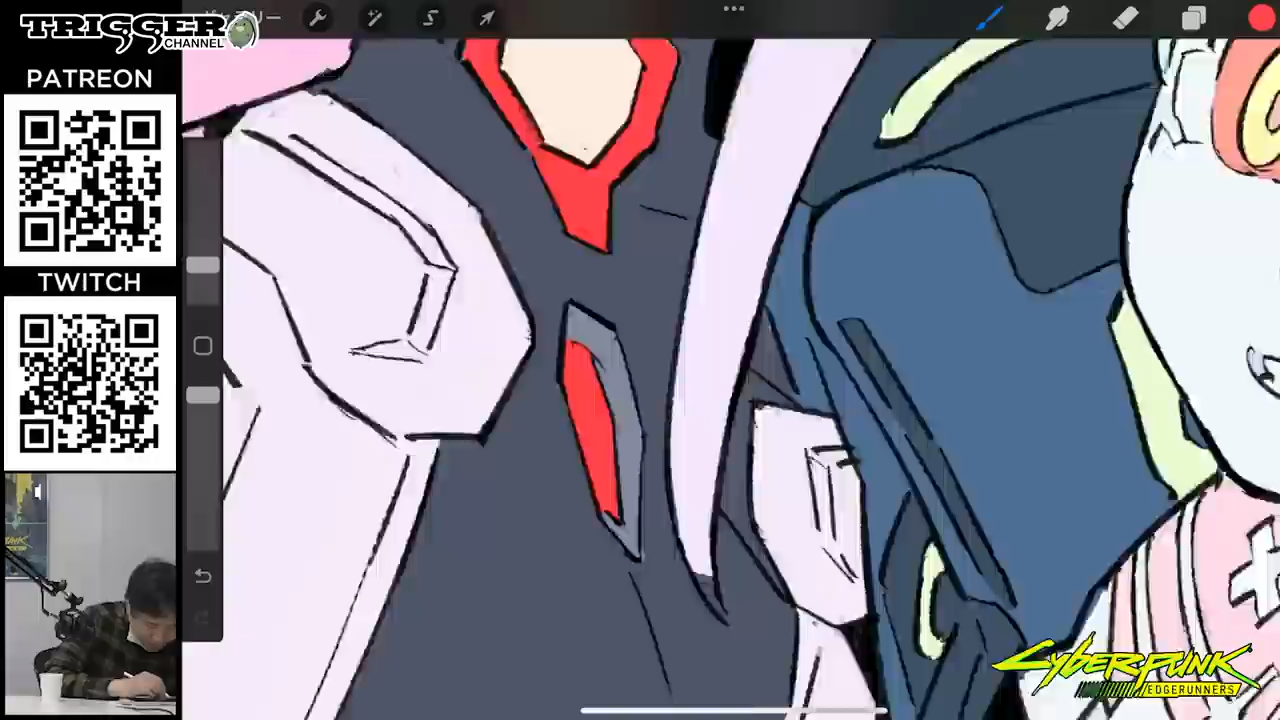 TRIGGER
CHANNEL
PATREON
TWITCH
CYBERPUNK
EDGERUNNERS